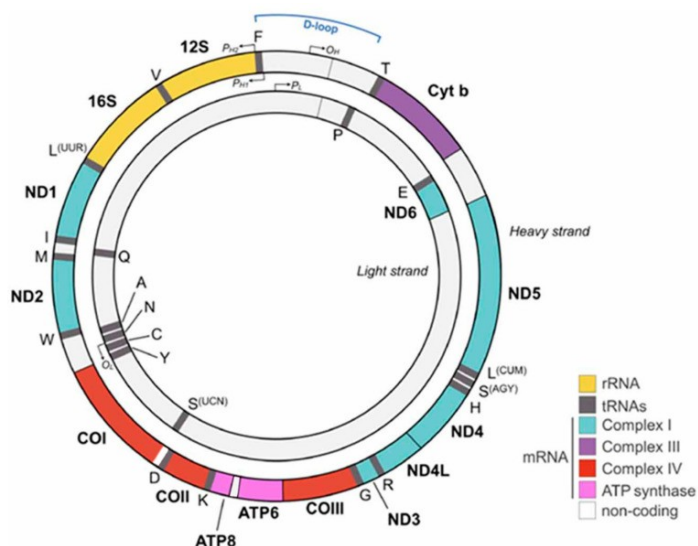 D-loop
12S
F
P_H2
O_H
T
V
P_H1
P_L
Cyt b
16S
P
L(UUR)
E
ND1
ND6
I
Heavy strand
M
Q
Light strand
ND2
A
ND5
N
W
C
O_L
Y
L(CUM)
S(AGY)
S(UCN)
H
COI
ND4
D
ND4L
COII
K
G
R
ATP6
COIII
ND3
ATP8
rRNA
tRNAs
mRNA
Complex I
Complex III
Complex IV
ATP synthase
non-coding